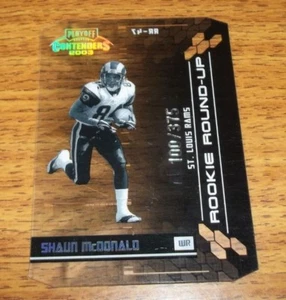 PLAYOFF
CONTENDERS
2003
RR-47
100/375
ST. LOUIS RAMS
ROOKIE ROUND-UP
SHAUN McDONALD
WR